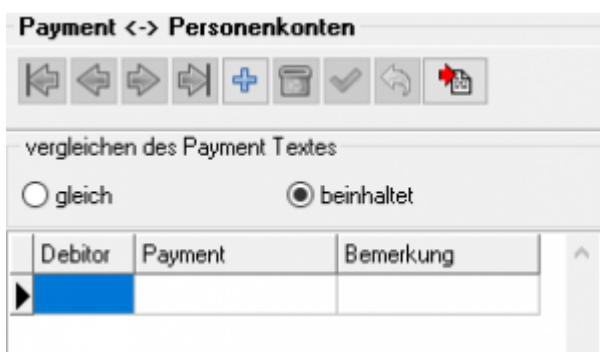 Payment <-> Personenkonten
vergleichen des Payment Textes
gleich beinhaltet
Debitor Payment Bemerkung